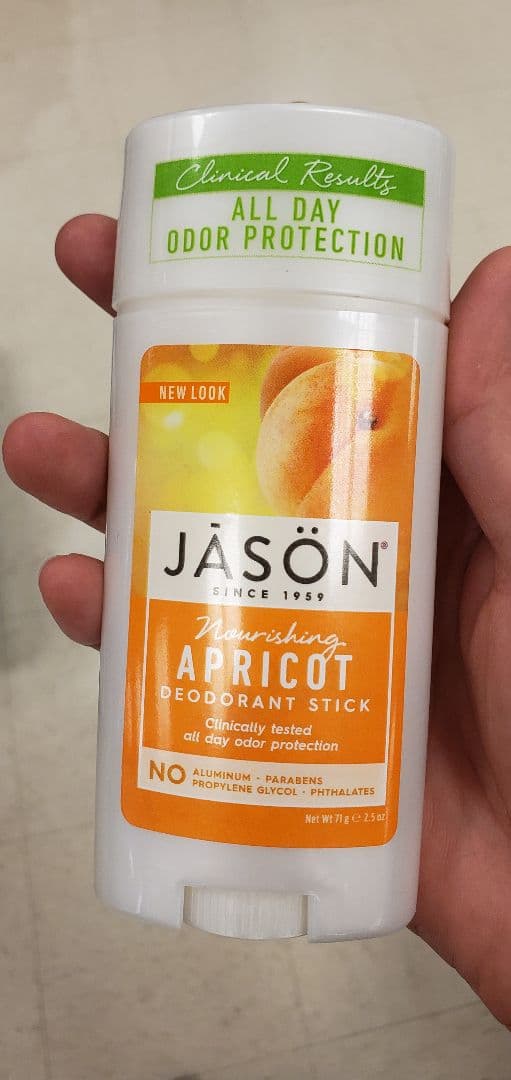 Clinical Results
ALL DAY
ODOR PROTECTION
NEW LOOK
JĀSÖN®
SINCE 1959
Nourishing
APRICOT
DEODORANT STICK
Clinically tested
all day odor protection
NO ALUMINUM · PARABENS
PROPYLENE GLYCOL · PHTHALATES
Net Wt 71 g ℮ 2.5 oz